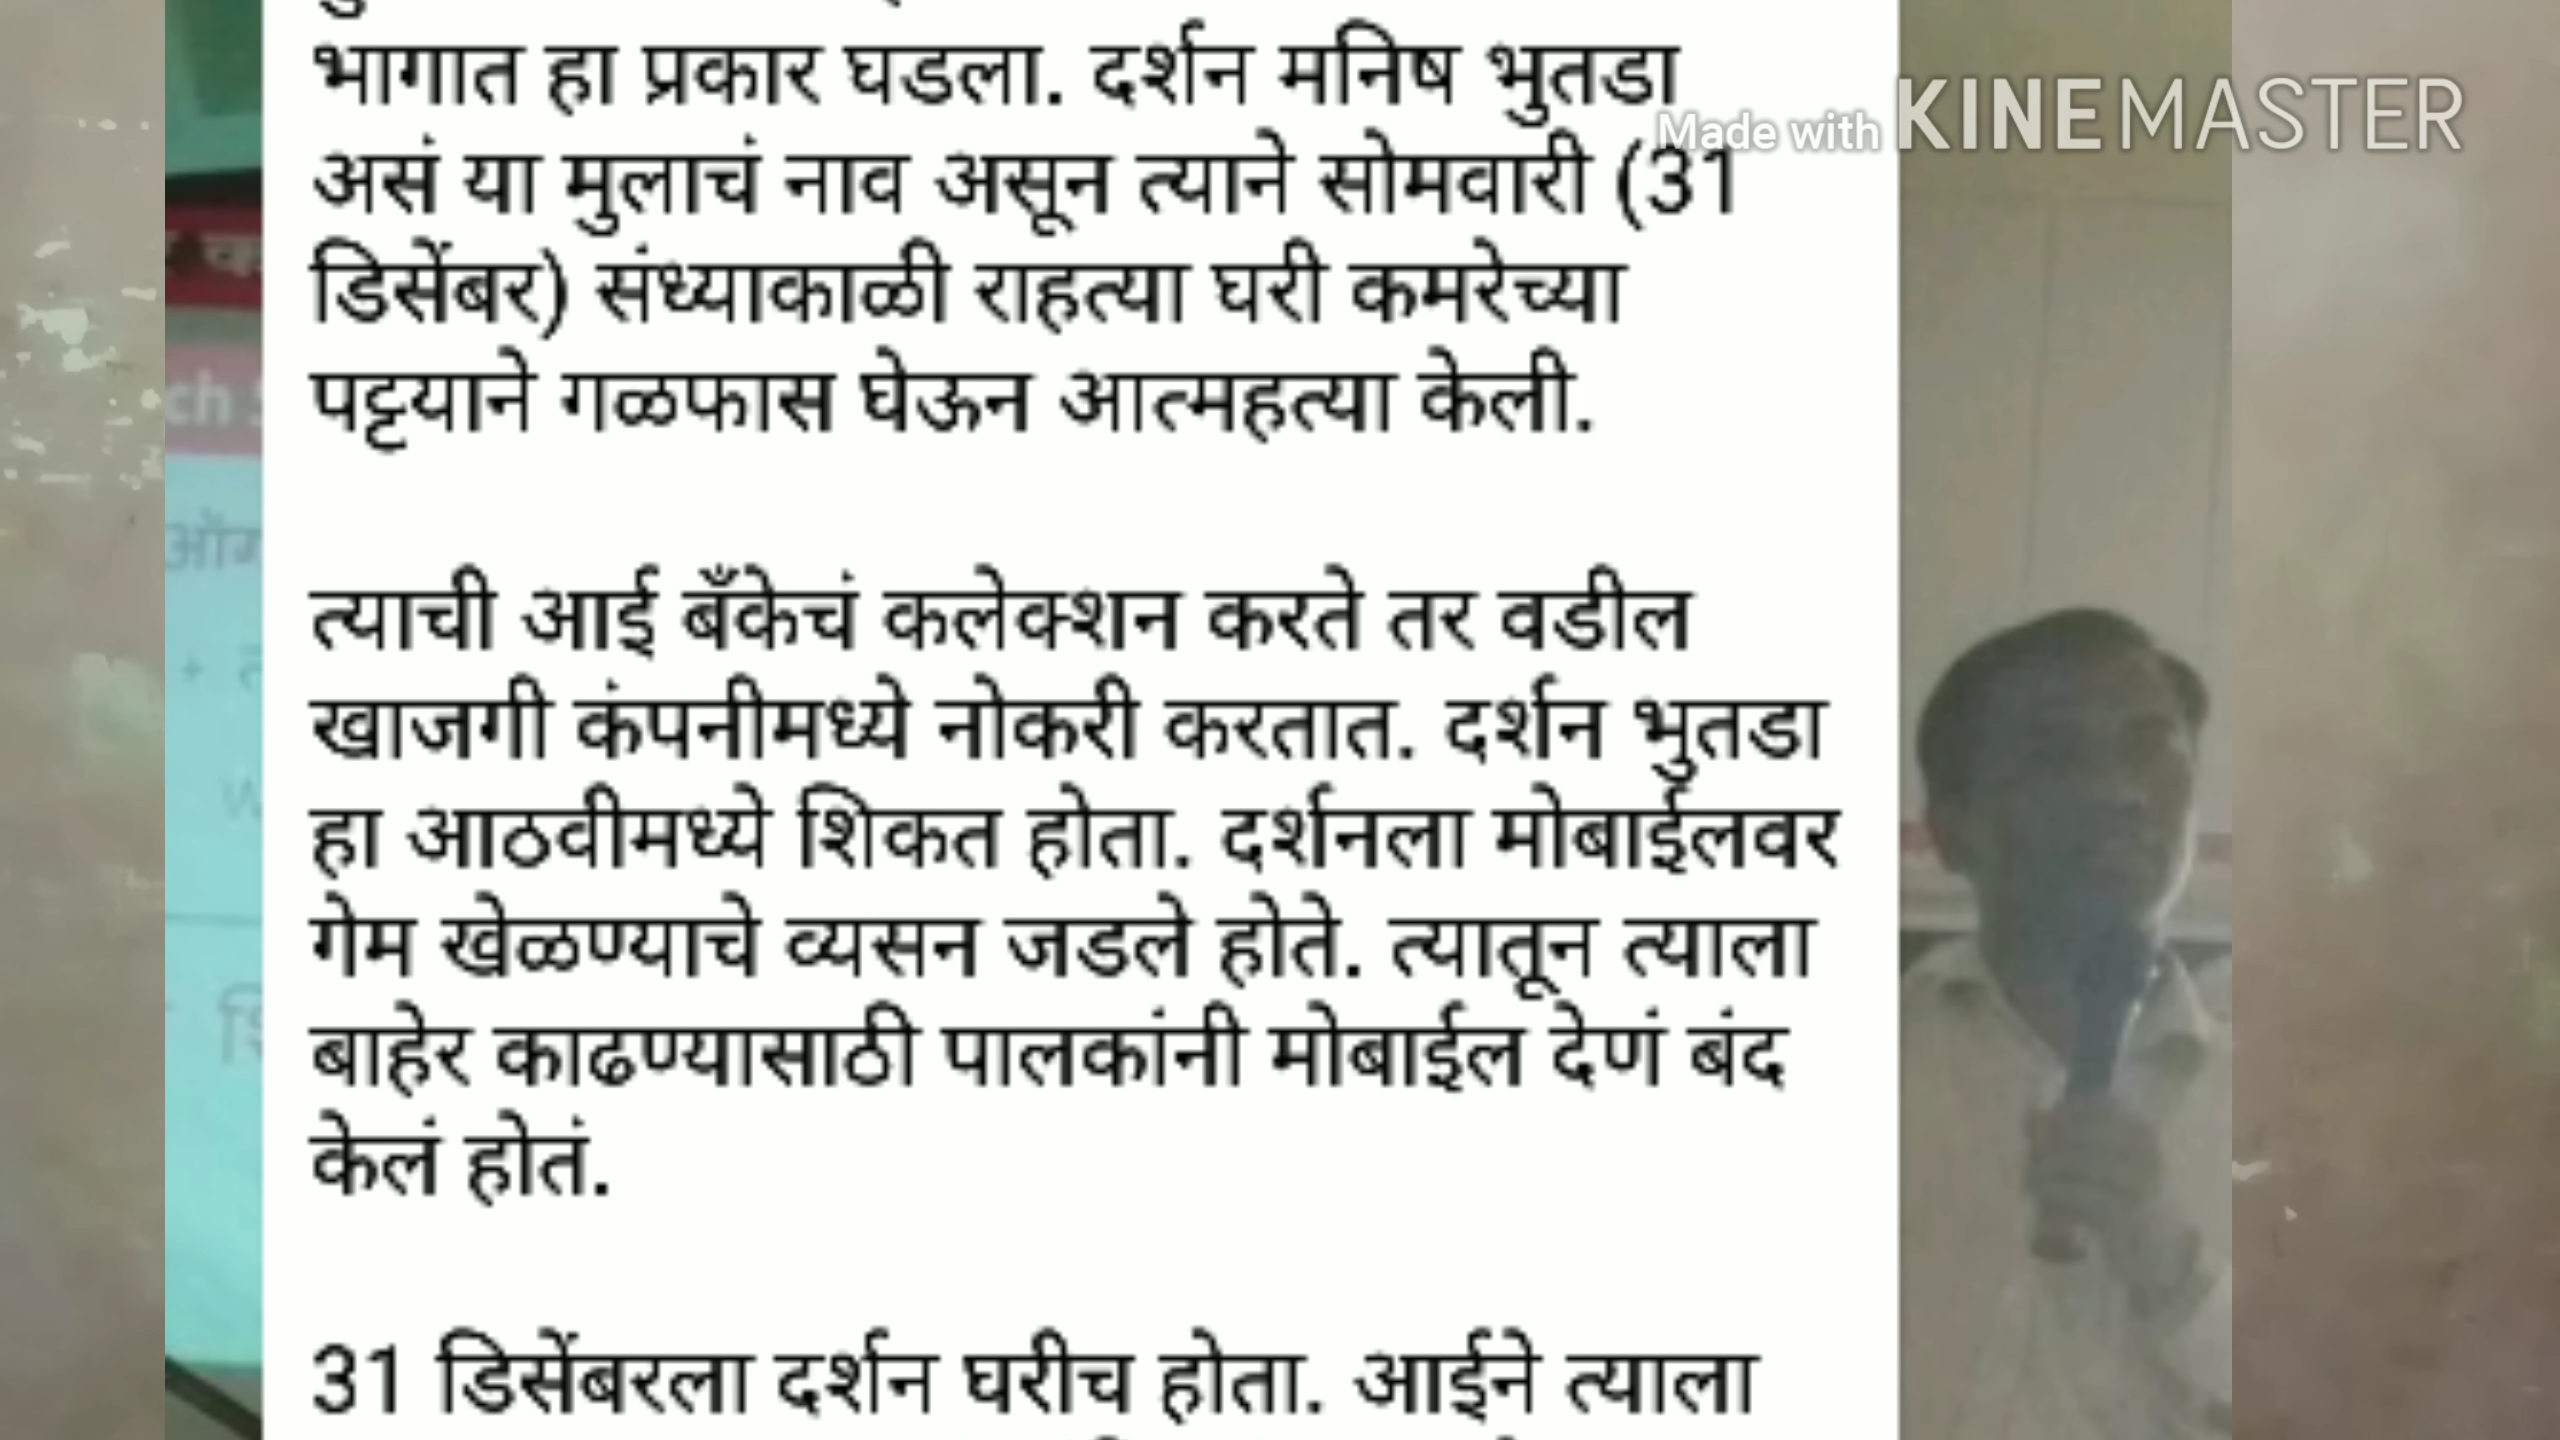 भागात हा प्रकार घडला. दर्शन मनिष भुतडा
असं या मुलाचं नाव असून त्याने सोमवारी (31
डिसेंबर) संध्याकाळी राहत्या घरी कमरेच्या
पट्टयाने गळफास घेऊन आत्महत्या केली.
त्याची आई बँकेचं कलेक्शन करते तर वडील
खाजगी कंपनीमध्ये नोकरी करतात. दर्शन भुतडा
हा आठवीमध्ये शिकत होता. दर्शनला मोबाईलवर
गेम खेळण्याचे व्यसन जडले होते. त्यातून त्याला
बाहेर काढण्यासाठी पालकांनी मोबाईल देणं बंद
केलं होतं.
31 डिसेंबरला दर्शन घरीच होता. आईने त्याला
Made with KINEMASTER
ch